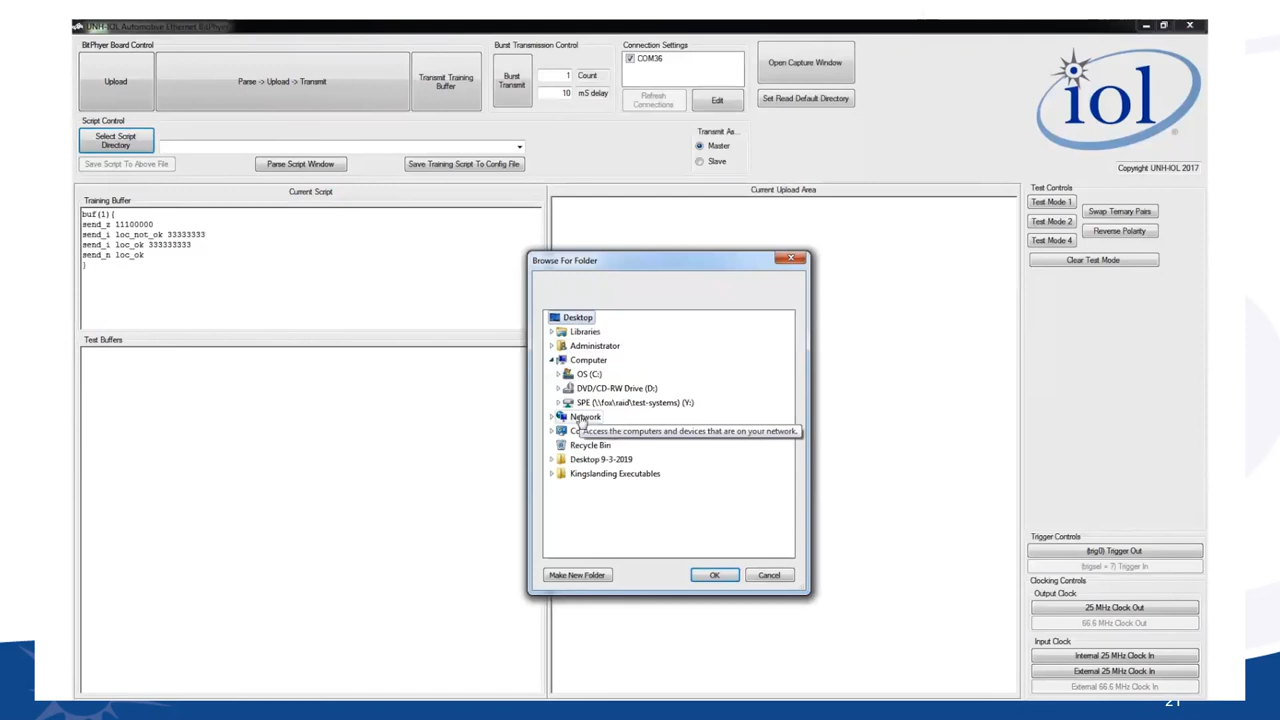 UNH-IOL Automotive Ethernet BitPhyer
BitPhyer Board Control
Upload
Parse -> Upload -> Transmit
Transmit Training
Buffer
Burst Transmission Control
Burst
Transmit
1 Count
10 mS delay
Connection Settings
COM36
Refresh
Connections
Edit
Open Capture Window
Set Read Default Directory
iol
®
Copyright UNH-IOL 2017
Script Control
Select Script
Directory
Save Script To Above File
Parse Script Window
Save Training Script To Config File
Transmit As...
Master
Slave
Current Script
Training Buffer
buf(1){
send_z 11100000
send_i loc_not_ok 33333333
send_i loc_ok 333333333
send_n loc_ok
}
Test Buffers
Current Upload Area
Browse For Folder
Desktop
Libraries
Administrator
Computer
OS (C:)
DVD/CD-RW Drive (D:)
SPE (\\fox\raid\test-systems) (Y:)
Network
Access the computers and devices that are on your network.
Recycle Bin
Desktop 9-3-2019
Kingslanding Executables
Make New Folder
OK
Cancel
Test Controls
Test Mode 1
Test Mode 2
Test Mode 4
Swap Ternary Pairs
Reverse Polarity
Clear Test Mode
Trigger Controls
(trig0) Trigger Out
(trigsel = 7) Trigger In
Clocking Controls
Output Clock
25 MHz Clock Out
66.6 MHz Clock Out
Input Clock
Internal 25 MHz Clock In
External 25 MHz Clock In
External 66.6 MHz Clock In
21